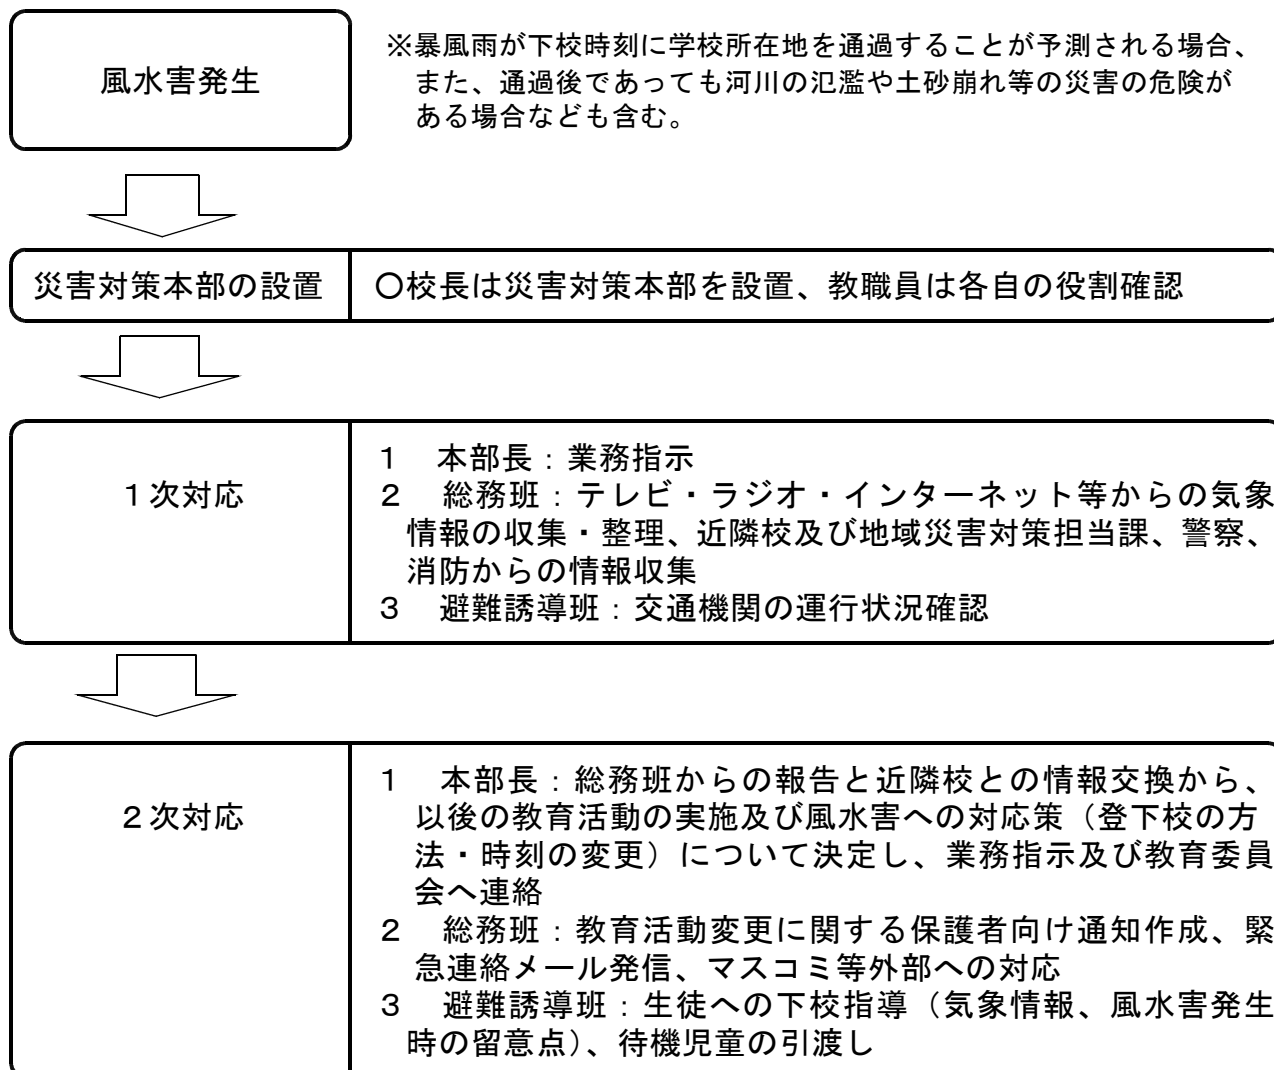 風水害発生
※暴風雨が下校時刻に学校所在地を通過することが予測される場合、
また、通過後であっても河川の氾濫や土砂崩れ等の災害の危険が
ある場合なども含む。
災害対策本部の設置
○校長は災害対策本部を設置、教職員は各自の役割確認
1次対応
1 本部長：業務指示
2 総務班：テレビ・ラジオ・インターネット等からの気象
情報の収集・整理、近隣校及び地域災害対策担当課、警察、
消防からの情報収集
3 避難誘導班：交通機関の運行状況確認
2次対応
1 本部長：総務班からの報告と近隣校との情報交換から、
以後の教育活動の実施及び風水害への対応策（登下校の方
法・時刻の変更）について決定し、業務指示及び教育委員
会へ連絡
2 総務班：教育活動変更に関する保護者向け通知作成、緊
急連絡メール発信、マスコミ等外部への対応
3 避難誘導班：生徒への下校指導（気象情報、風水害発生
時の留意点）、待機児童の引渡し